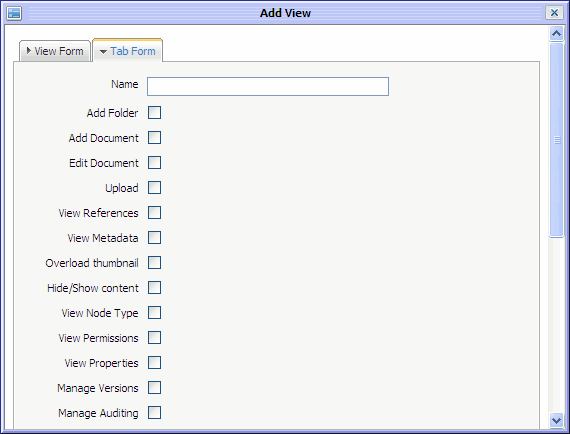 Add View
View Form Tab Form
Name
Add Folder
Add Document
Edit Document
Upload
View References
View Metadata
Overload thumbnail
Hide/Show content
View Node Type
View Permissions
View Properties
Manage Versions
Manage Auditing